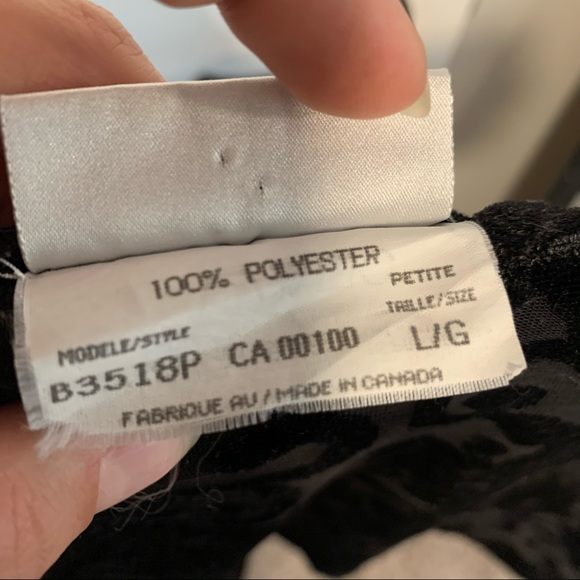 100% POLYESTER
PETITE
TAILLE/SIZE
MODELE/STYLE
B3518P CA 00100 L/G
FABRIQUE AU / MADE IN CANADA